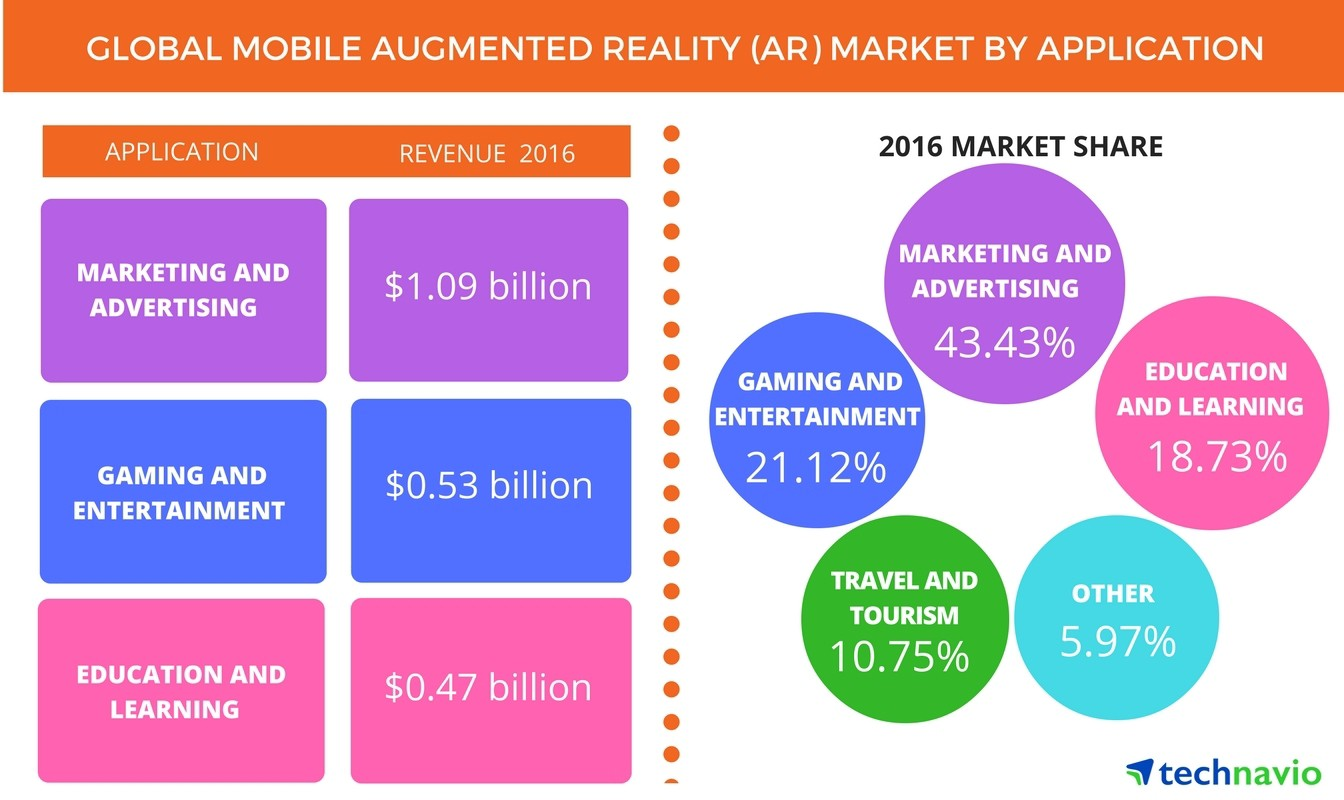 GLOBAL MOBILE AUGMENTED REALITY (AR) MARKET BY APPLICATION
APPLICATION
REVENUE 2016
MARKETING AND
ADVERTISING
$1.09 billion
GAMING AND
ENTERTAINMENT
$0.53 billion
EDUCATION AND
LEARNING
$0.47 billion
2016 MARKET SHARE
MARKETING AND
ADVERTISING
43.43%
GAMING AND
ENTERTAINMENT
21.12%
EDUCATION
AND LEARNING
18.73%
TRAVEL AND
TOURISM
10.75%
OTHER
5.97%
technavio